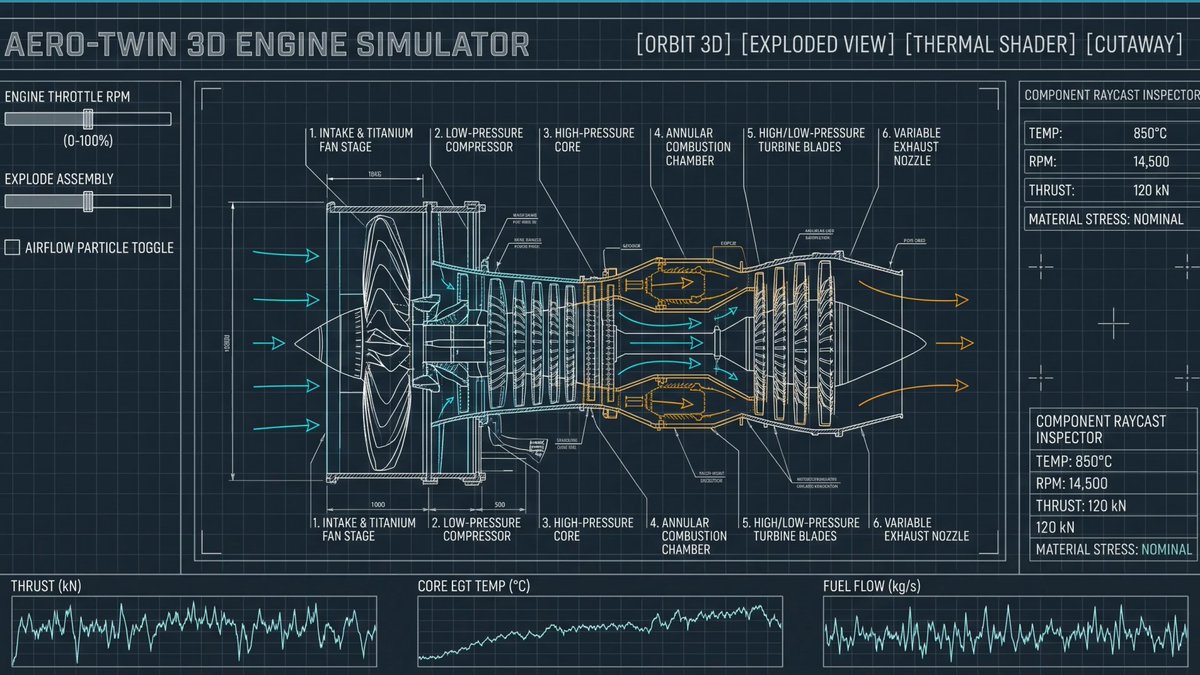 AERO-TWIN 3D ENGINE SIMULATOR
[ORBIT 3D] [EXPLODED VIEW] [THERMAL SHADER] [CUTAWAY]
ENGINE THROTTLE RPM
(0-100%)
EXPLODE ASSEMBLY
AIRFLOW PARTICLE TOGGLE
1. INTAKE & TITANIUM
FAN STAGE
2. LOW-PRESSURE
COMPRESSOR
3. HIGH-PRESSURE
CORE
4. ANNULAR
COMBUSTION
CHAMBER
5. HIGH/LOW-PRESSURE
TURBINE BLADES
6. VARIABLE
EXHAUST
NOZZLE
1000
500
1. INTAKE & TITANIUM
FAN STAGE
2. LOW-PRESSURE
COMPRESSOR
3. HIGH-PRESSURE
CORE
4. ANNULAR
COMBUSTION
CHAMBER
5. HIGH/LOW-PRESSURE
TURBINE BLADES
6. VARIABLE
EXHAUST NOZZLE
COMPONENT RAYCAST INSPECTOR
TEMP: 850°C
RPM: 14,500
THRUST: 120 kN
MATERIAL STRESS: NOMINAL
COMPONENT RAYCAST
INSPECTOR
TEMP: 850°C
RPM: 14,500
THRUST: 120 kN
120 kN
MATERIAL STRESS: NOMINAL
THRUST (kN)
CORE EGT TEMP (°C)
FUEL FLOW (kg/s)